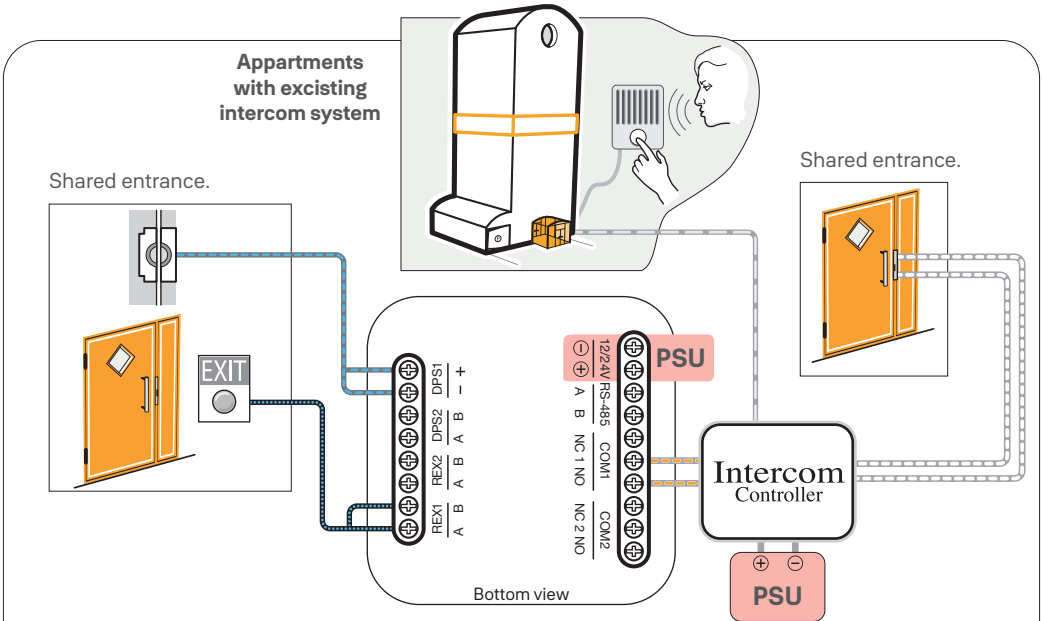 Appartments
with excisting
intercom system
Shared entrance.
Shared entrance.
EXIT
DPS1 − +
DPS2 A B
REX2 A B
REX1 A B
12/24V
PSU
RS-485
A B
COM1
NC 1 NO
COM2
NC 2 NO
Intercom
Controller
PSU
Bottom view